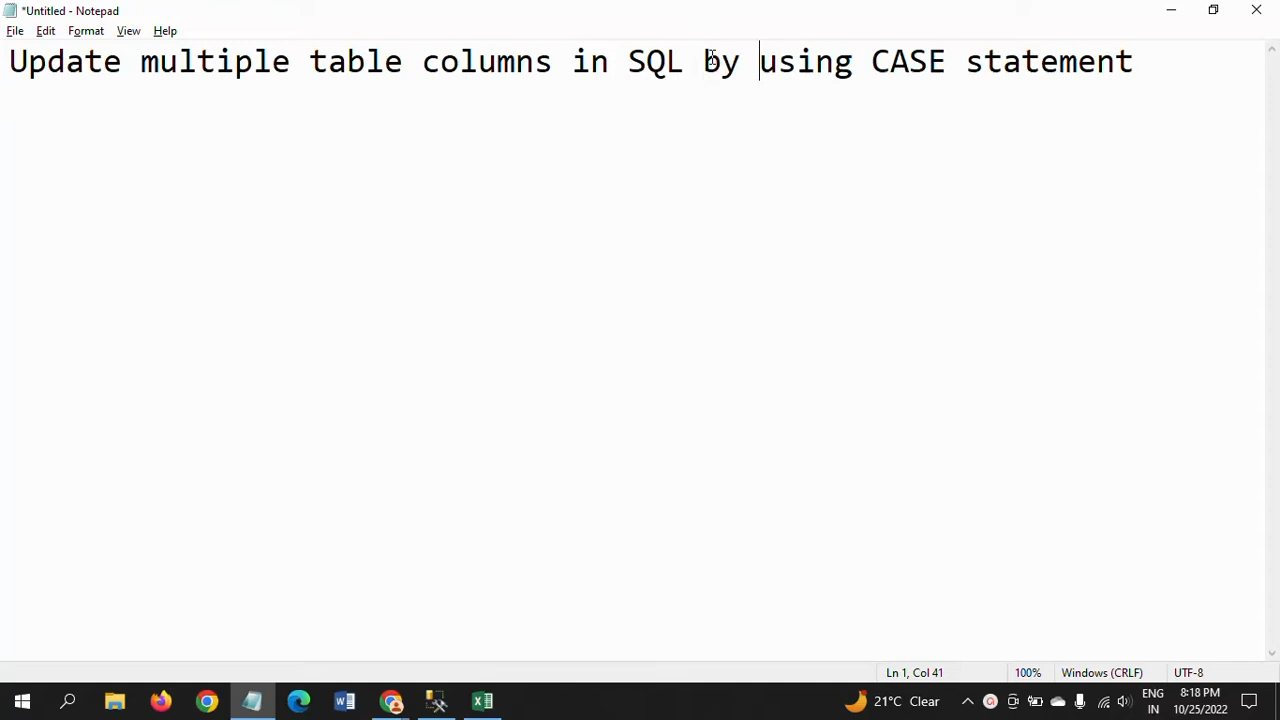 *Untitled - Notepad
File Edit Format View Help
Update multiple table columns in SQL by using CASE statement
Ln 1, Col 41 100% Windows (CRLF) UTF-8
21°C Clear ENG 8:18 PM
IN 10/25/2022